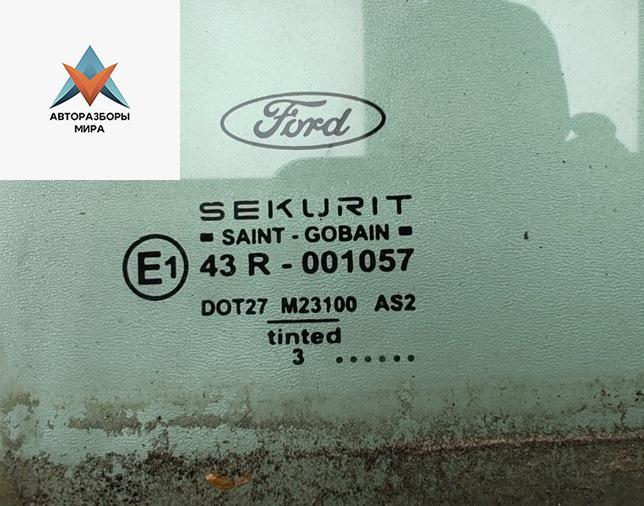 АВТОРАЗБОРЫ
МИРА
Ford
SEKURIT
SAINT - GOBAIN
E1
43 R - 001057
DOT27 M23100 AS2
tinted
3 ......